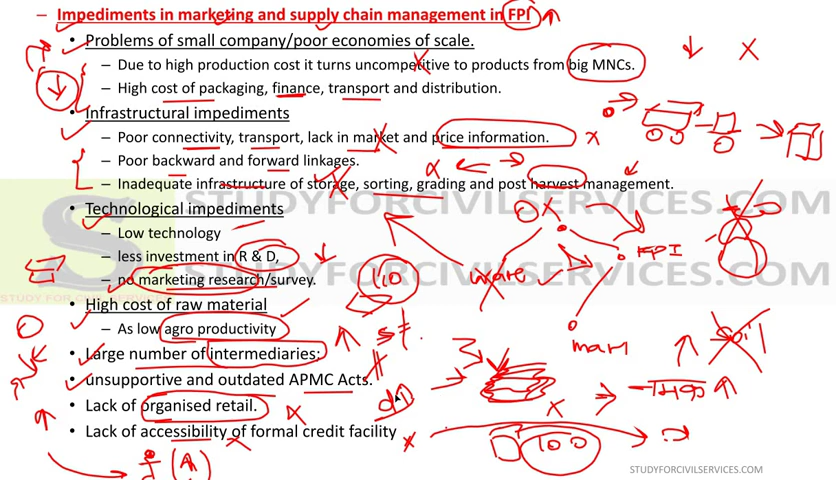 – Impediments in marketing and supply chain management in FPI
• Problems of small company/poor economies of scale.
– Due to high production cost it turns uncompetitive to products from big MNCs.
– High cost of packaging, finance, transport and distribution.
• Infrastructural impediments
– Poor connectivity, transport, lack in market and price information.
– Poor backward and forward linkages.
– Inadequate infrastructure of storage, sorting, grading and post harvest management.
STUDYFORCIVILSERVICES.COM
• Technological impediments
– Low technology
– less investment in R & D,
FPI
– no marketing research/survey.
110
ware
• High cost of raw material
– As low agro productivity
mar
• Large number of intermediaries;
• unsupportive and outdated APMC Acts.
• Lack of organised retail.
• Lack of accessibility of formal credit facility
100
STUDYFORCIVILSERVICES.COM